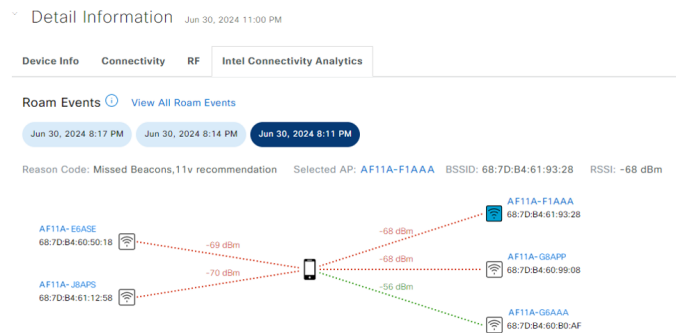 Detail Information Jun 30, 2024 11:00 PM
Device Info Connectivity RF Intel Connectivity Analytics
Roam Events View All Roam Events
Jun 30, 2024 8:17 PM Jun 30, 2024 8:14 PM Jun 30, 2024 8:11 PM
Reason Code: Missed Beacons,11v recommendation Selected AP: AF11A-F1AAA BSSID: 68:7D:B4:61:93:28 RSSI: -68 dBm
AF11A-F1AAA
68:7D:B4:61:93:28
AF11A-E6ASE
68:7D:B4:60:50:18
-69 dBm
-68 dBm
-68 dBm
AF11A-G8APP
68:7D:B4:60:99:08
AF11A-J8APS
68:7D:B4:61:12:58
-70 dBm
-56 dBm
AF11A-G6AAA
68:7D:B4:60:B0:AF